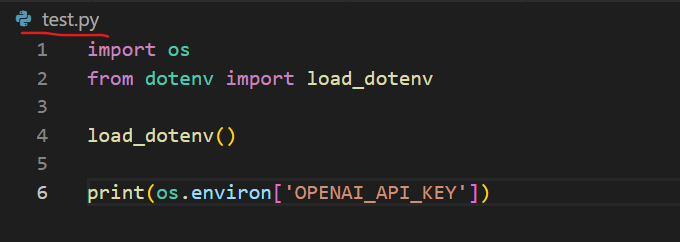 test.py
1 import os
2 from dotenv import load_dotenv
3
4 load_dotenv()
5
6 print(os.environ['OPENAI_API_KEY'])